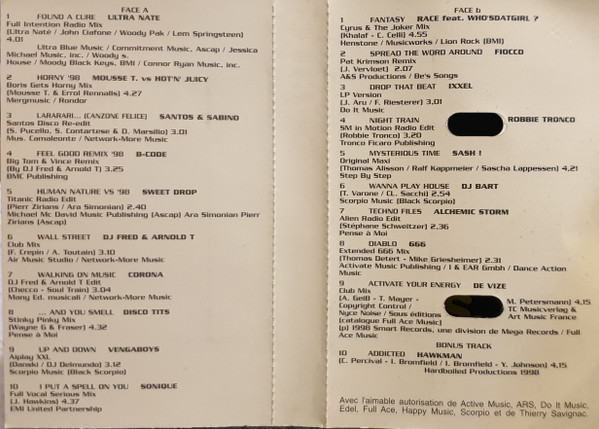 FACE A
1 FOUND A CURE ULTRA NATE
Full Intention Radio Mix
(Ultra Naté / John Ciafone / Woody Pak / Lem Springsteen)
4.01
Ultra Blue Music / Commitment Music, Ascap / Jessica
Michael Music, inc. / Woody s.
House / Moody Black Keys, BMI / Connor Ryan Music, inc.
2 HORNY '98 MOUSSE T. vs HOT'N' JUICY
Boris Gets Horny Mix
(Mousse T. & Errol Rennalls) 4.27
Mergmusic / Rondor
3 LARARARI... (CANZONE FELICE) SANTOS & SABINO
Santos Disco Re-edit
(S. Pucello, S. Contartese & D. Marsilio) 3.01
Mus. Camaleonte / Network-More Music
4 FEEL GOOD REMIX '98 B-CODE
Big Tom & Vince Remix
(By DJ Fred & Arnold T) 3.25
BMC Publishing
5 HUMAN NATURE VS '98 SWEET DROP
Titanic Radio Edit
(Pierr Zirians / Ara Simonian) 2.40
Michael Mc David Music Publishing (Ascap) Ara Simonian Pierr
Zirians (Ascap)
6 WALL STREET DJ FRED & ARNOLD T
Club Mix
(F. Crepin / A. Toutain) 3.10
Air Music Studio / Network-More Music
7 WALKING ON MUSIC CORONA
DJ Fred & Arnold T Edit
(Checco - Soul Train) 3.04
Many Ed. musicali / Network-More Music
8 ... AND YOU SMELL DISCO TITS
Stinky Pinky Mix
(Wayne G & Fraser) 4.32
Pense à Moi
9 UP AND DOWN VENGABOYS
Aiplay XXL
(Danski / DJ Delmundo) 3.12
Scorpio Music (Black Scorpio)
10 I PUT A SPELL ON YOU SONIQUE
Full Vocal Serious Mix
(J. Hawkins) 4.37
EMI United Partnership
FACE b
1 FANTASY RACE feat. WHO'SDATGIRL ?
Cyrus & The Joker Mix
(Khalaf - C. Celli) 4.55
Henstone / Musicworks / Lion Rock (BMI)
2 SPREAD THE WORD AROUND FIOCCO
Pat Krimson Remix
(J. Vervloet) 2.07
A&S Productions / Be's Songs
3 DROP THAT BEAT IXXEL
LP Version
(J. Aru / F. Riesterer) 3.01
Do It Music
4 NIGHT TRAIN ROBBIE TRONCO
SM in Motion Radio Edit
(Robbie Tronco) 3.20
Tronco Ficaro Publishing
5 MYSTERIOUS TIME SASH !
Original Maxi
(Thomas Alisson / Ralf Kappmeier / Sascha Lappessen) 4.21
Step By Step
6 WANNA PLAY HOUSE DJ BART
(T. Varone / CL. Sacchi) 2.54
Scorpio Music (Black Scorpio)
7 TECHNO FILES ALCHEMIC STORM
Alien Radio Edit
(Stéphane Schweitzer) 2.36
Pense à Moi
8 DIABLO 666
Extended 666 Mix
(Thomas Detert - Mike Griesheimer) 2.31
Activate Music Publishing / I & EAR Gmbh / Dance Action
Music
9 ACTIVATE YOUR ENERGY DE VIZE
Club Mix
(A. Geiß - T. Mayer - M. Petersmann) 4.15
Copyright Control / TC Musicverlag &
Nyce Noise / Sous éditions Art Music France
(catalogue Full Ace Music)
(p) 1998 Smart Records, une division de Mega Records / Full
Ace Music
BONUS TRACK
10 ADDICTED HAWKMAN
(C. Percival - I. Bromfield / I. Bromfield - Y. Johnson) 4.15
Hardboiled Productions 1998
Avec l'aimable autorisation de Active Music, ARS, Do It Music,
Edel, Full Ace, Happy Music, Scorpio et de Thierry Savignac.